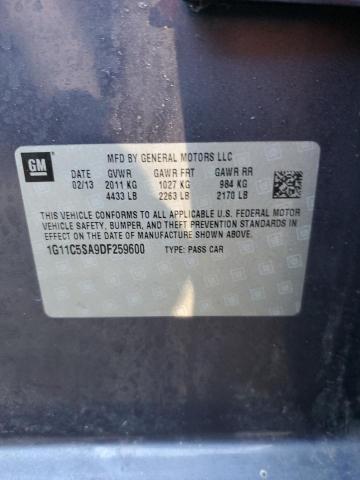 GM
MFD BY GENERAL MOTORS LLC
DATE GVWR GAWR FRT GAWR RR
02/13 2011 KG 1027 KG 984 KG
4433 LB 2263 LB 2170 LB
THIS VEHICLE CONFORMS TO ALL APPLICABLE U.S. FEDERAL MOTOR
VEHICLE SAFETY, BUMPER, AND THEFT PREVENTION STANDARDS IN
EFFECT ON THE DATE OF MANUFACTURE SHOWN ABOVE.
1G11C5SA9DF259600 TYPE: PASS CAR